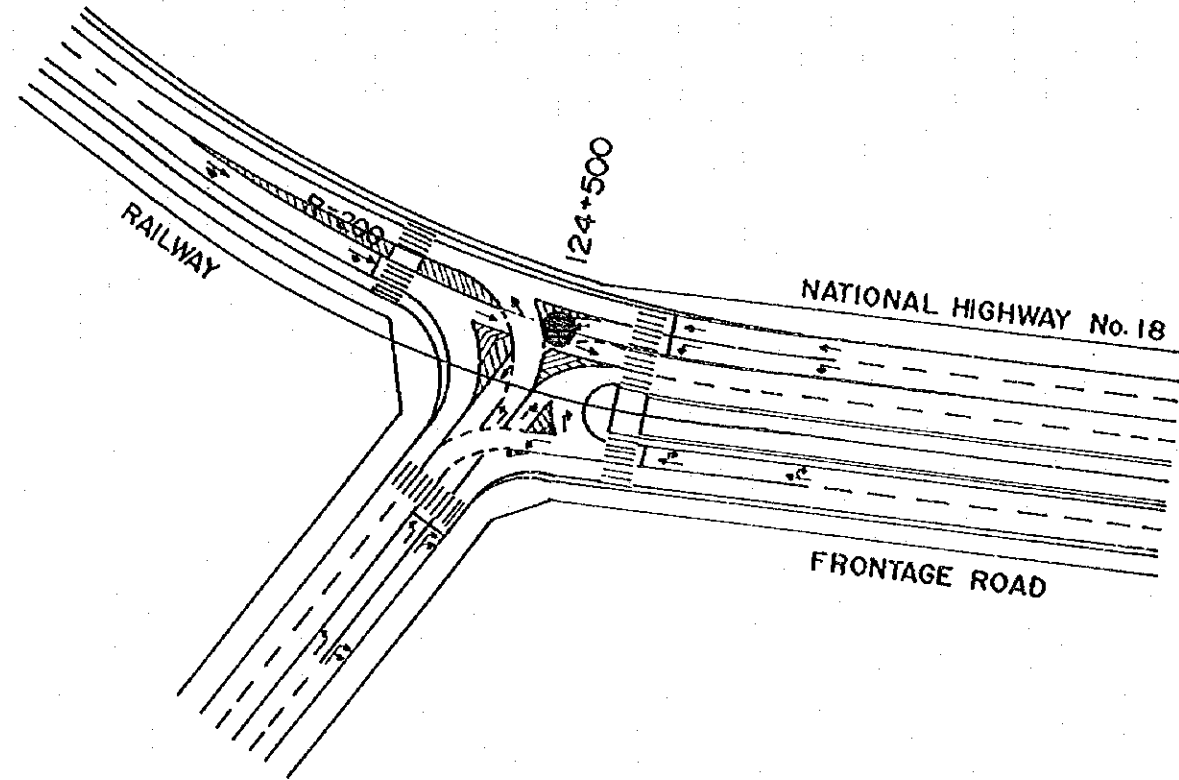 124+500
R=200
RAILWAY
NATIONAL HIGHWAY No. 18
FRONTAGE ROAD